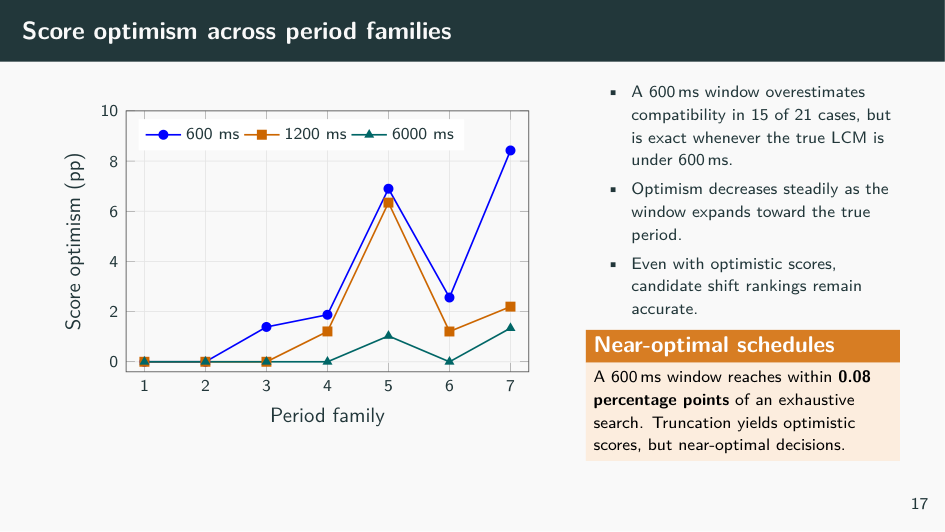 Score optimism across period families
10
8
6
4
2
0
Score optimism (pp)
600 ms 1200 ms 6000 ms
1 2 3 4 5 6 7
Period family
A 600 ms window overestimates
compatibility in 15 of 21 cases, but
is exact whenever the true LCM is
under 600 ms.
Optimism decreases steadily as the
window expands toward the true
period.
Even with optimistic scores,
candidate shift rankings remain
accurate.
Near-optimal schedules
A 600 ms window reaches within 0.08
percentage points of an exhaustive
search. Truncation yields optimistic
scores, but near-optimal decisions.
17